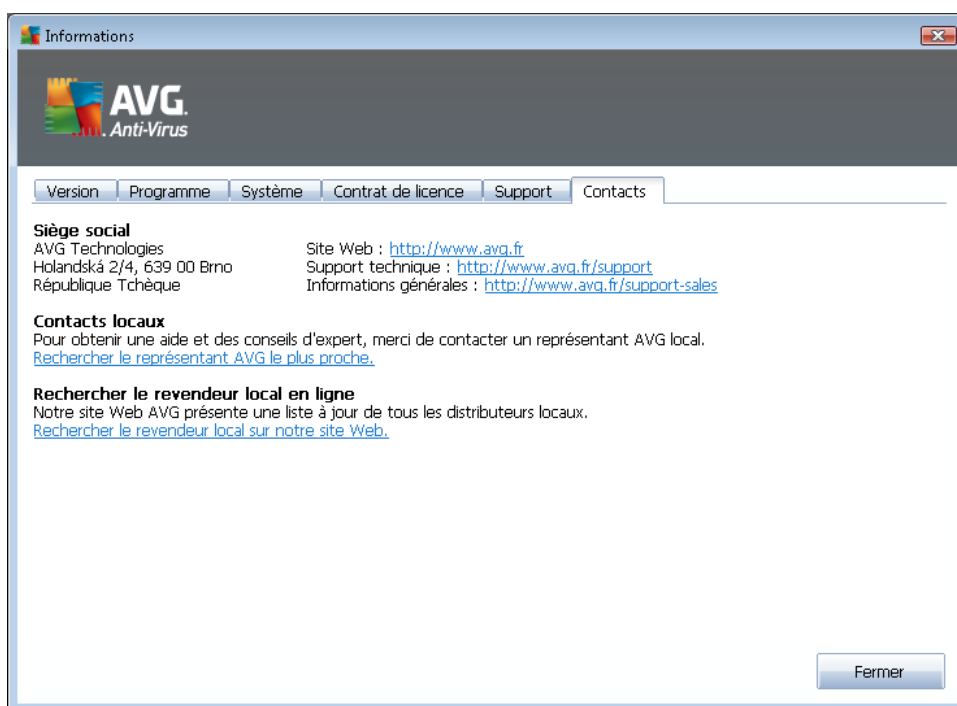 Informations
AVG.
Anti-Virus
Version Programme Système Contrat de licence Support Contacts
Siège social
AVG Technologies Site Web : http://www.avg.fr
Holandská 2/4, 639 00 Brno Support technique : http://www.avg.fr/support
République Tchèque Informations générales : http://www.avg.fr/support-sales
Contacts locaux
Pour obtenir une aide et des conseils d'expert, merci de contacter un représentant AVG local.
Rechercher le représentant AVG le plus proche.
Rechercher le revendeur local en ligne
Notre site Web AVG présente une liste à jour de tous les distributeurs locaux.
Rechercher le revendeur local sur notre site Web.
Fermer